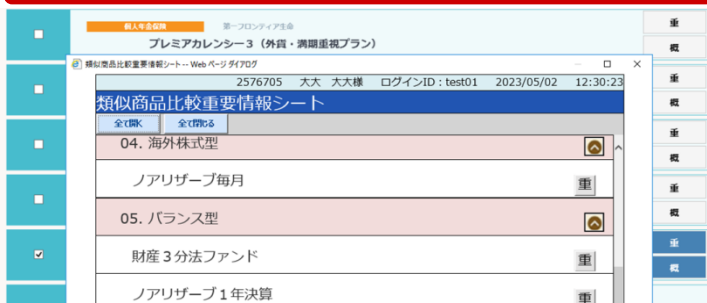 個人年金保険 第一フロンティア生命
プレミアカレンシー３（外貨・満期重視プラン）
重
概
類似商品比較重要情報シート -- Web ページ ダイアログ
2576705 大大 大大様 ログインID：test01 2023/05/02 12:30:23
類似商品比較重要情報シート
全て開く 全て閉じる
04. 海外株式型
ノアリザーブ毎月 重
05. バランス型
財産３分法ファンド 重
ノアリザーブ１年決算 重
重
概
重
概
重
概
重
概